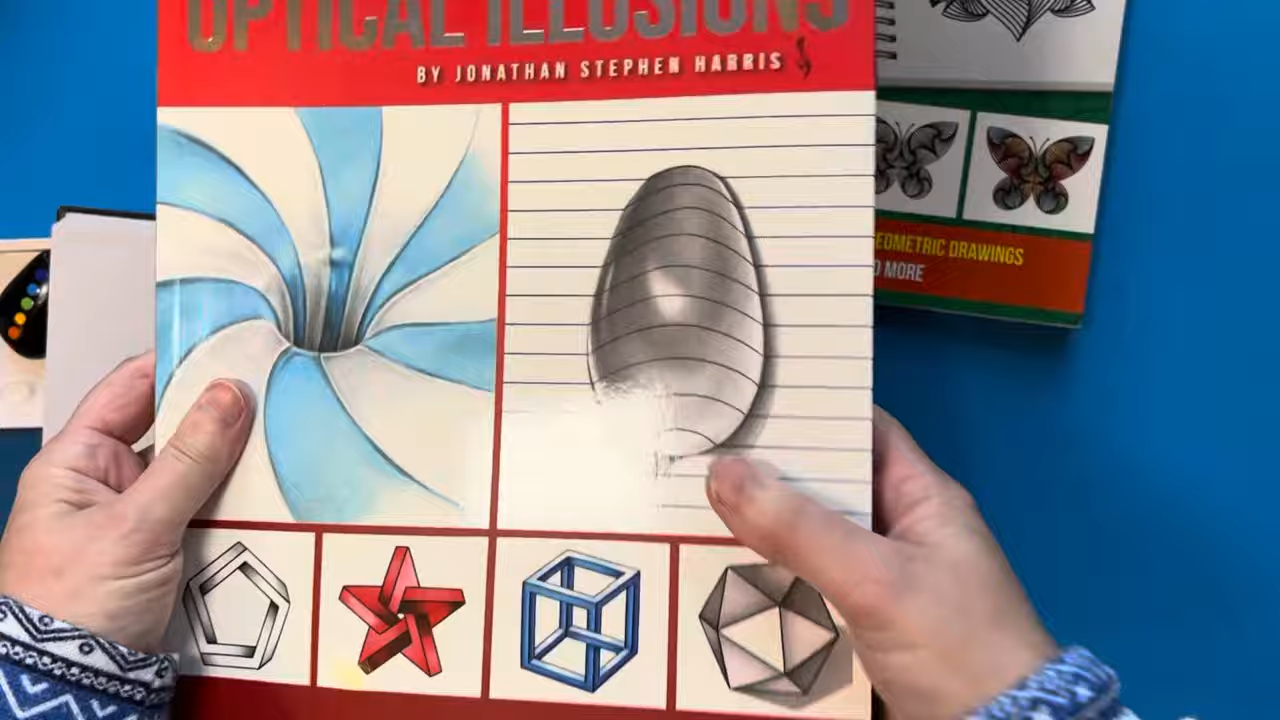 OPTICAL ILLUSIONS
BY JONATHAN STEPHEN HARRIS
EOMETRIC DRAWINGS
D MORE